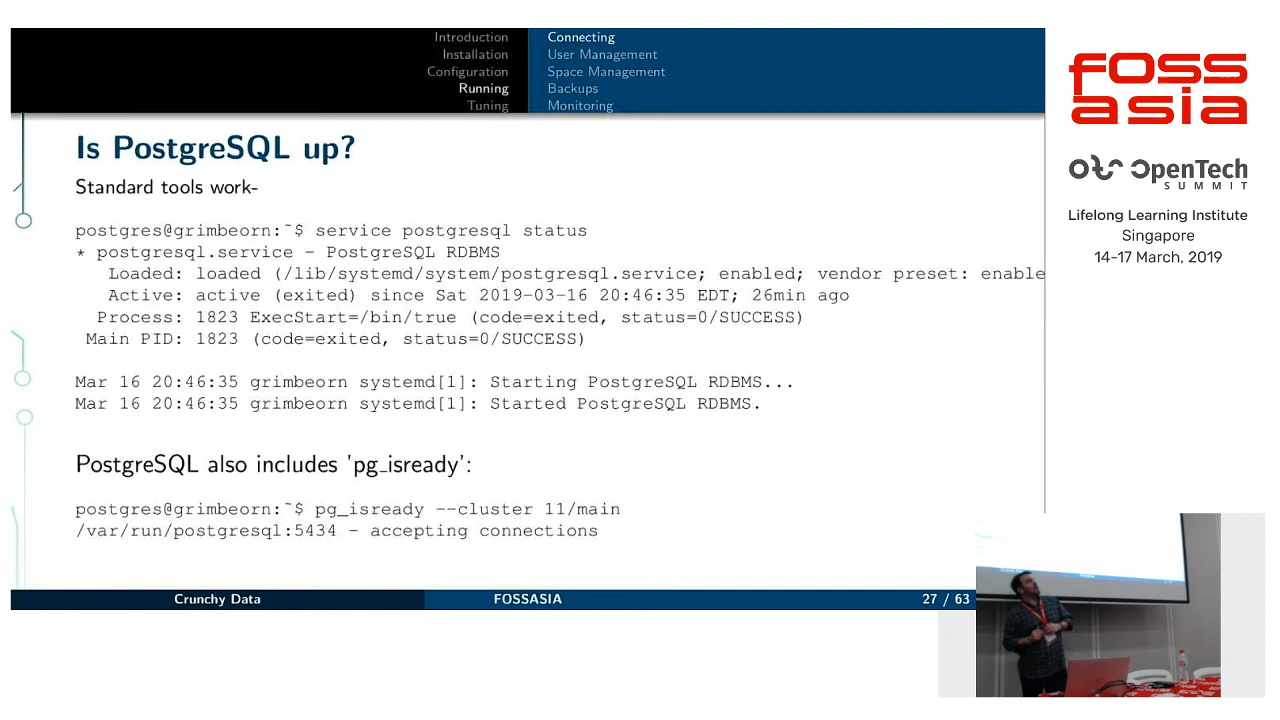 Introduction
Installation
Configuration
Running
Tuning
Connecting
User Management
Space Management
Backups
Monitoring
Is PostgreSQL up?
Standard tools work-
postgres@grimbeorn:~$ service postgresql status
* postgresql.service - PostgreSQL RDBMS
Loaded: loaded (/lib/systemd/system/postgresql.service; enabled; vendor preset: enable
Active: active (exited) since Sat 2019-03-16 20:46:35 EDT; 26min ago
Process: 1823 ExecStart=/bin/true (code=exited, status=0/SUCCESS)
Main PID: 1823 (code=exited, status=0/SUCCESS)
Mar 16 20:46:35 grimbeorn systemd[1]: Starting PostgreSQL RDBMS...
Mar 16 20:46:35 grimbeorn systemd[1]: Started PostgreSQL RDBMS.
PostgreSQL also includes 'pg_isready':
postgres@grimbeorn:~$ pg_isready --cluster 11/main
/var/run/postgresql:5434 - accepting connections
Crunchy Data
FOSSASIA
27 / 63
foss
asia
OpenTech
SUMMIT
Lifelong Learning Institute
Singapore
14-17 March, 2019